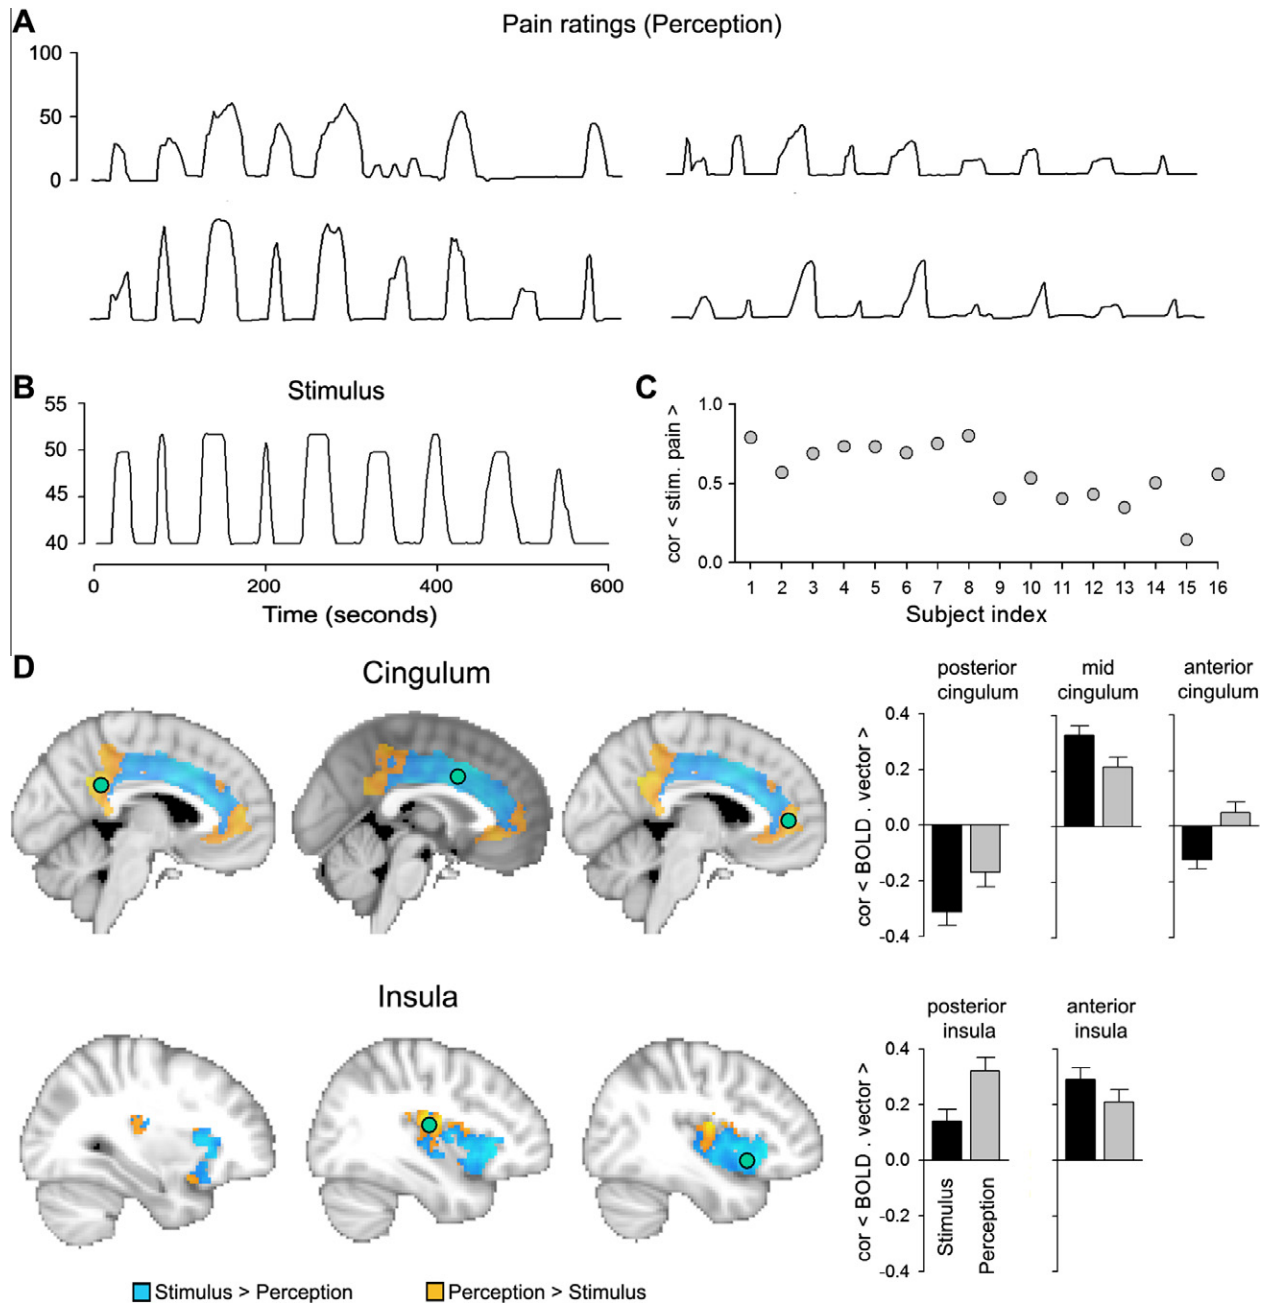 A
Pain ratings (Perception)
100
50
0
B
Stimulus
55
50
45
40
0 200 400 600
Time (seconds)
C
cor < stim. pain >
1.0
0.5
0.0
1 2 3 4 5 6 7 8 9 10 11 12 13 14 15 16
Subject index
D
Cingulum
posterior
cingulum
mid
cingulum
anterior
cingulum
cor < BOLD . vector >
0.4
0.2
0.0
-0.2
-0.4
Insula
posterior
insula
anterior
insula
cor < BOLD . vector >
0.4
0.2
0.0
-0.2
-0.4
Stimulus
Perception
Stimulus > Perception
Perception > Stimulus